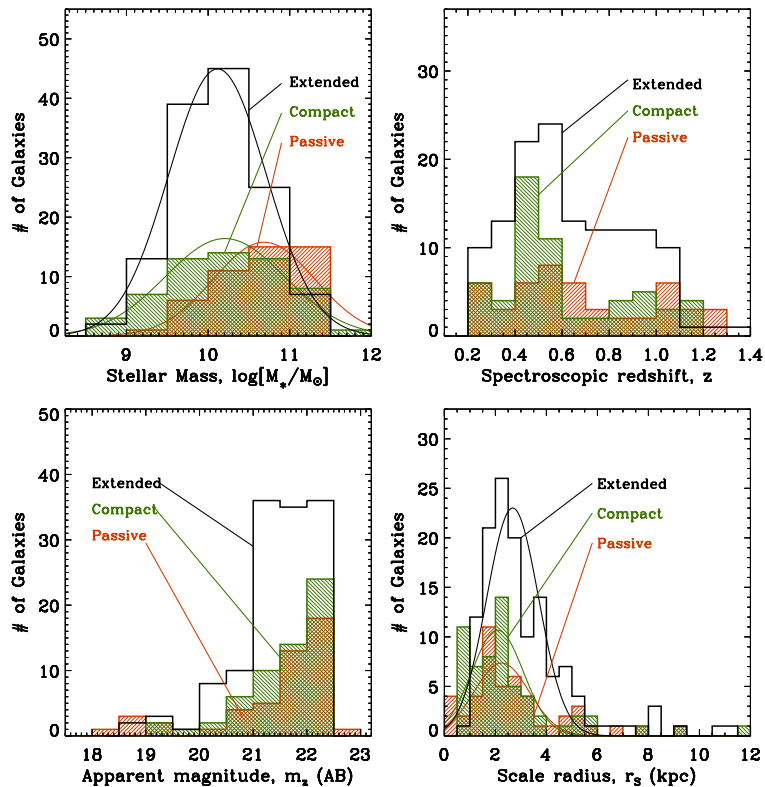 50
40
30
20
10
0
# of Galaxies
Extended
Compact
Passive
9
10
11
12
Stellar Mass, log[M*/M⊙]
30
20
10
0
# of Galaxies
Extended
Compact
Passive
0.2
0.4
0.6
0.8
1.0
1.2
1.4
Spectroscopic redshift, z
50
40
30
20
10
0
# of Galaxies
Extended
Compact
Passive
18
19
20
21
22
23
Apparent magnitude, mz (AB)
30
25
20
15
10
5
0
# of Galaxies
Extended
Compact
Passive
0
2
4
6
8
10
12
Scale radius, rS (kpc)